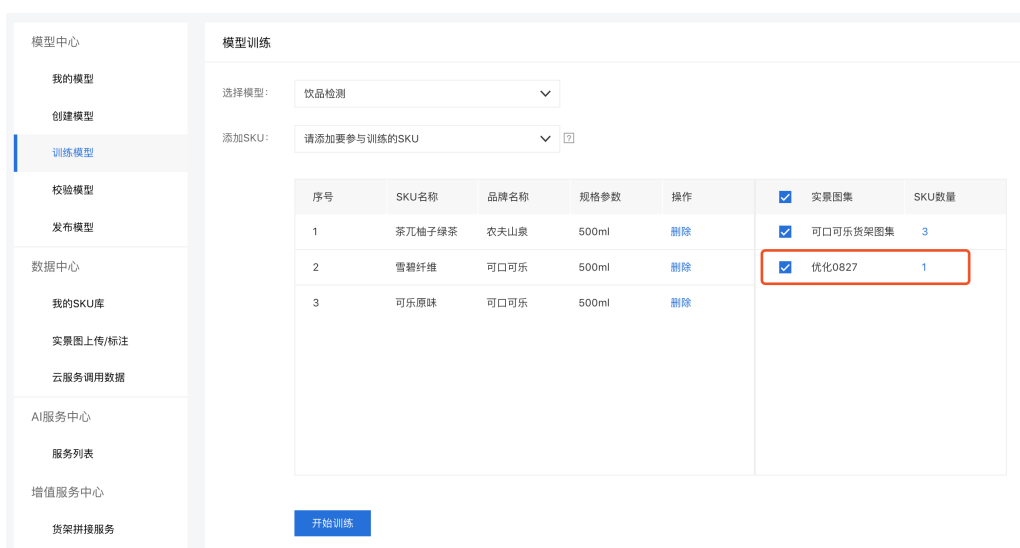 模型中心
我的模型
创建模型
训练模型
校验模型
发布模型
数据中心
我的SKU库
实景图上传/标注
云服务调用数据
AI服务中心
服务列表
增值服务中心
货架拼接服务
模型训练
选择模型: 饮品检测
添加SKU: 请添加要参与训练的SKU ?
序号 SKU名称 品牌名称 规格参数 操作 实景图集 SKU数量
1 茶兀柚子绿茶 农夫山泉 500ml 删除 可口可乐货架图集 3
2 雪碧纤维 可口可乐 500ml 删除 优化0827 1
3 可乐原味 可口可乐 500ml 删除
开始训练